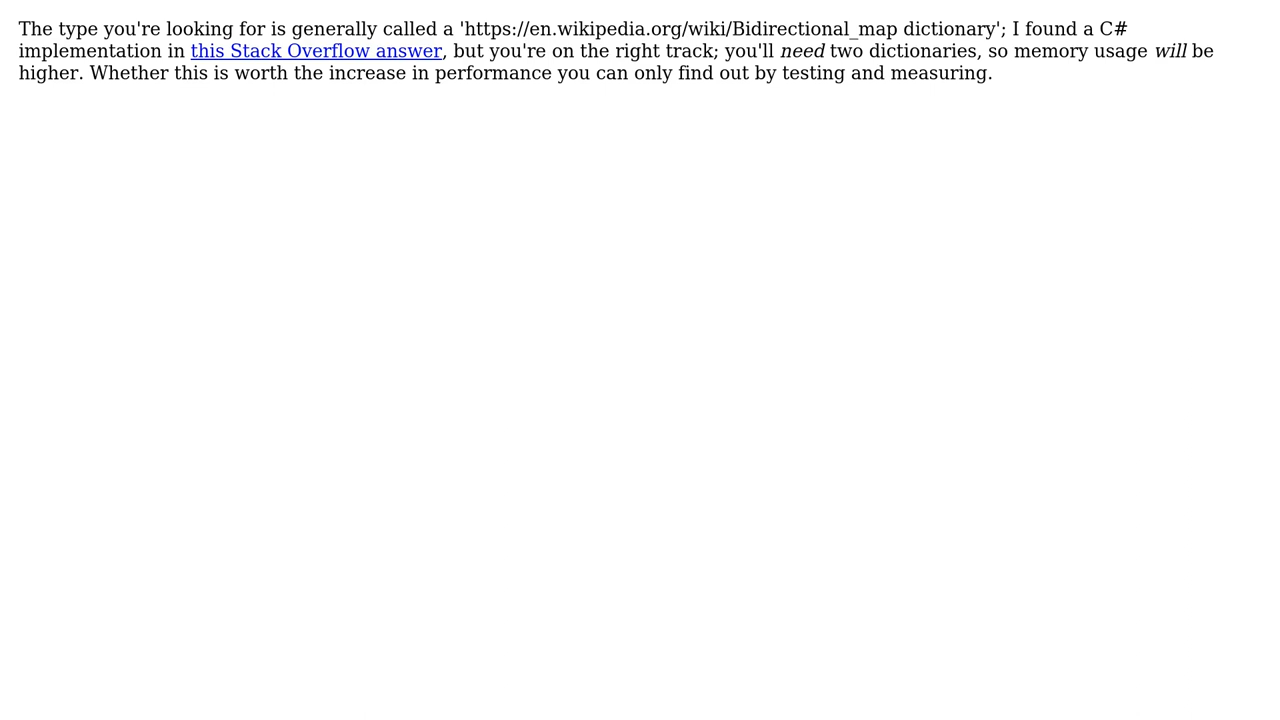 The type you're looking for is generally called a 'https://en.wikipedia.org/wiki/Bidirectional_map dictionary'; I found a C#
implementation in this Stack Overflow answer, but you're on the right track; you'll need two dictionaries, so memory usage will be
higher. Whether this is worth the increase in performance you can only find out by testing and measuring.